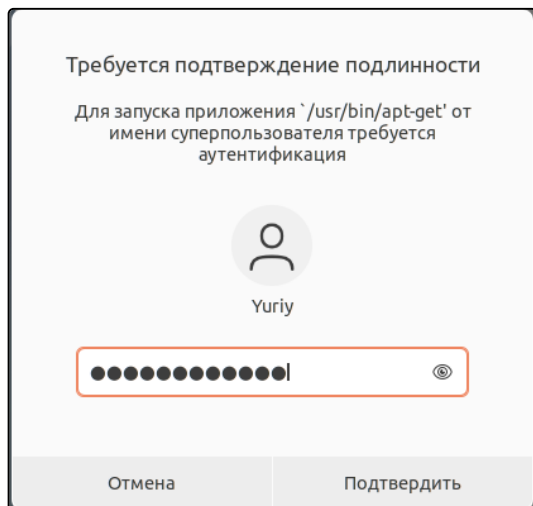 Требуется подтверждение подлинности
Для запуска приложения `/usr/bin/apt-get' от
имени суперпользователя требуется
аутентификация
Yuriy
●●●●●●●●●●●●
Отмена
Подтвердить